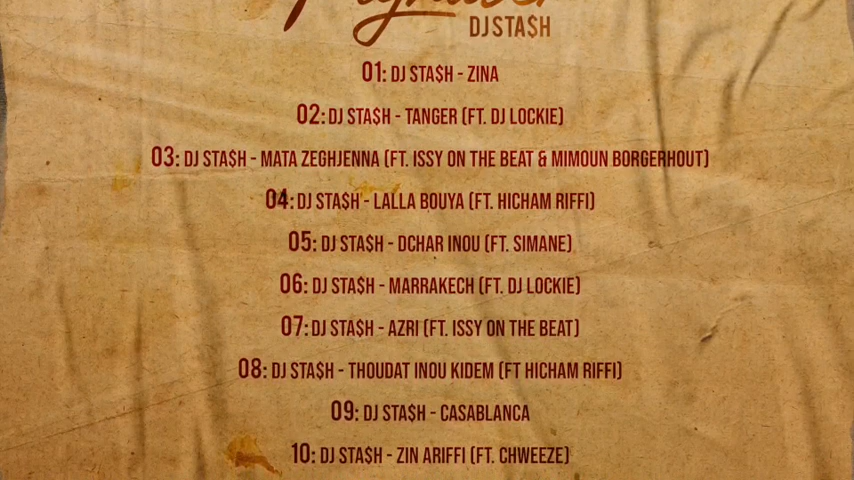 DJ STA$H
01: DJ STA$H - ZINA
02: DJ STA$H - TANGER (FT. DJ LOCKIE)
03: DJ STA$H - MATA ZEGHJENNA (FT. ISSY ON THE BEAT & MIMOUN BORGERHOUT)
04: DJ STA$H - LALLA BOUYA (FT. HICHAM RIFFI)
05: DJ STA$H - DCHAR INOU (FT. SIMANE)
06: DJ STA$H - MARRAKECH (FT. DJ LOCKIE)
07: DJ STA$H - AZRI (FT. ISSY ON THE BEAT)
08: DJ STA$H - THOUDAT INOU KIDEM (FT HICHAM RIFFI)
09: DJ STA$H - CASABLANCA
10: DJ STA$H - ZIN ARIFFI (FT. CHWEEZE)